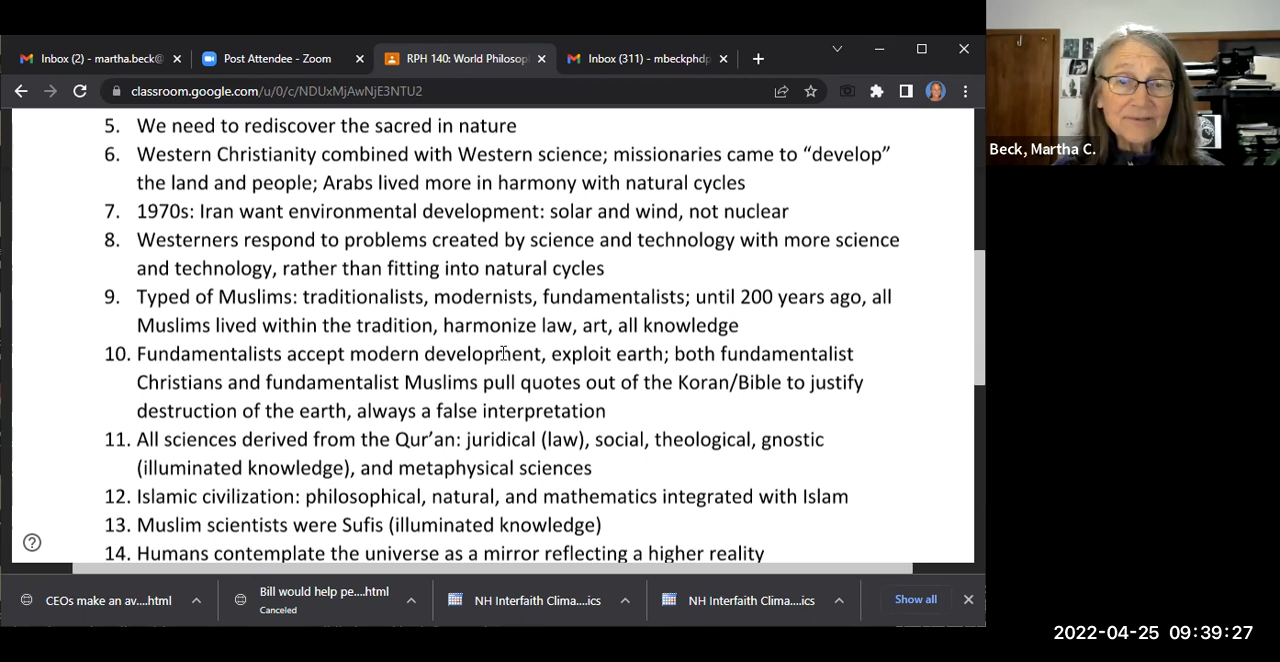 Inbox (2) - martha.beck@
Post Attendee - Zoom
RPH 140: World Philosop
Inbox (311) - mbeckphdp
classroom.google.com/u/0/c/NDUxMjAwNjE3NTU2
5. We need to rediscover the sacred in nature
6. Western Christianity combined with Western science; missionaries came to “develop”
the land and people; Arabs lived more in harmony with natural cycles
7. 1970s: Iran want environmental development: solar and wind, not nuclear
8. Westerners respond to problems created by science and technology with more science
and technology, rather than fitting into natural cycles
9. Typed of Muslims: traditionalists, modernists, fundamentalists; until 200 years ago, all
Muslims lived within the tradition, harmonize law, art, all knowledge
10. Fundamentalists accept modern development, exploit earth; both fundamentalist
Christians and fundamentalist Muslims pull quotes out of the Koran/Bible to justify
destruction of the earth, always a false interpretation
11. All sciences derived from the Qur’an: juridical (law), social, theological, gnostic
(illuminated knowledge), and metaphysical sciences
12. Islamic civilization: philosophical, natural, and mathematics integrated with Islam
13. Muslim scientists were Sufis (illuminated knowledge)
14. Humans contemplate the universe as a mirror reflecting a higher reality
CEOs make an av....html
Bill would help pe....html
Canceled
NH Interfaith Clima....ics
NH Interfaith Clima....ics
Show all
Beck, Martha C.
2022-04-25 09:39:27